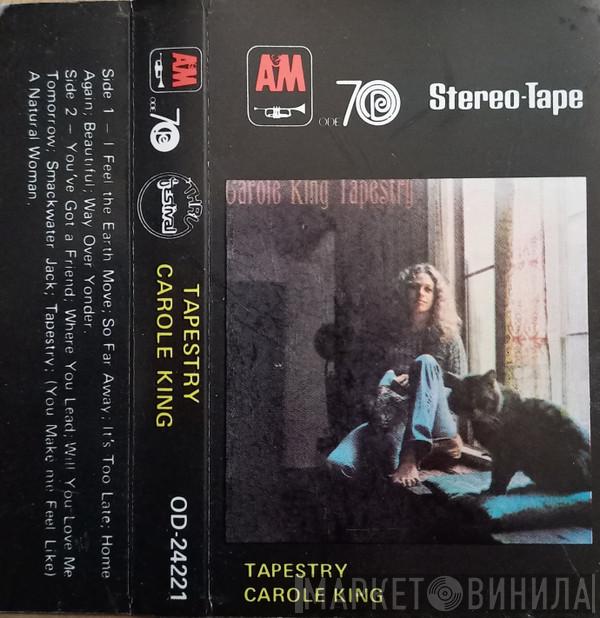 Side 1 — I Feel the Earth Move; So Far Away; It's Too Late; Home
Again; Beautiful; Way Over Yonder.
Side 2 — You've Got a Friend; Where You Lead; Will You Love Me
Tomorrow; Smackwater Jack; Tapestry; (You Make me Feel Like)
A Natural Woman.
A&M
ODE 70
festival
TAPESTRY
CAROLE KING
OD-24221
A&M
ODE 70
Stereo-Tape
Carole King Tapestry
TAPESTRY
CAROLE KING
МАРКЕТ ВИНИЛА